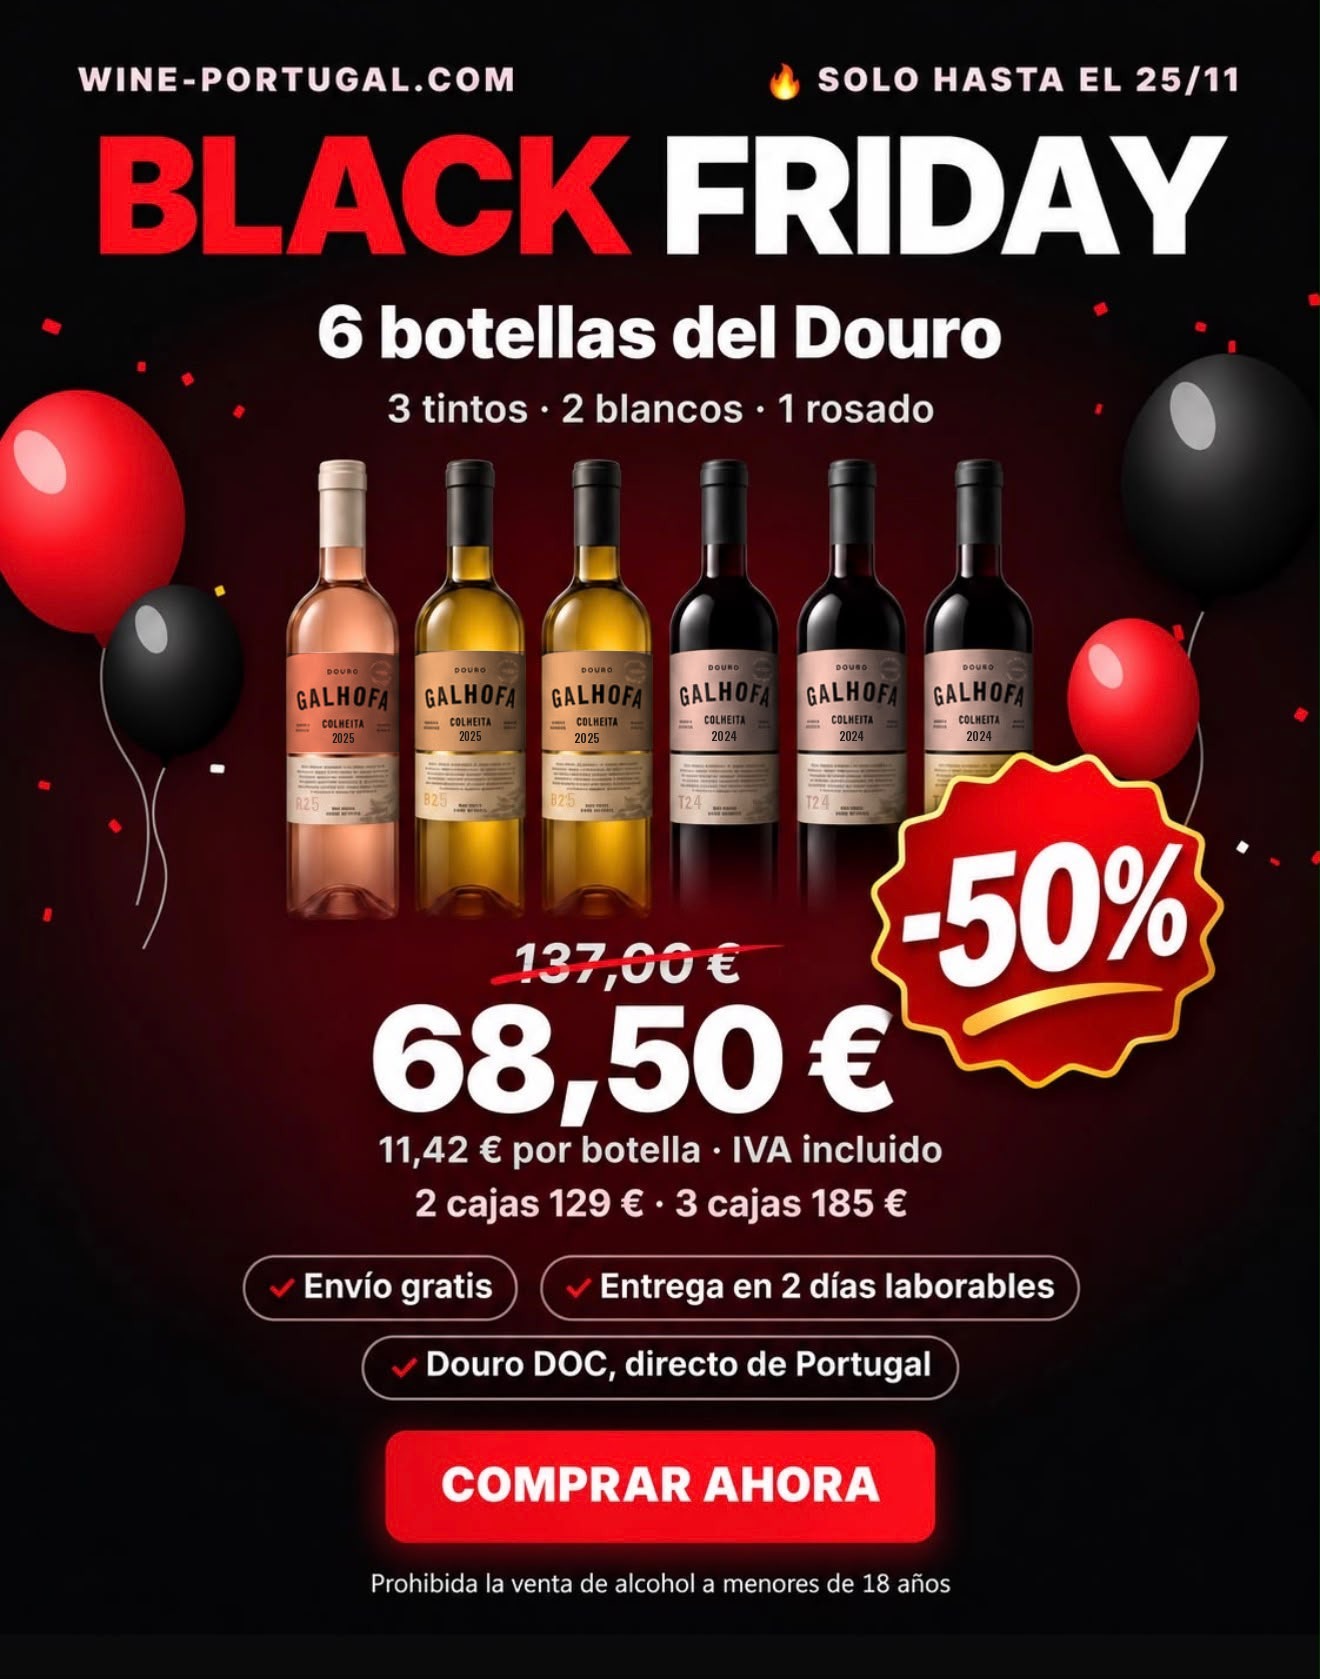 WINE-PORTUGAL.COM
🔥 SOLO HASTA EL 25/11
BLACK FRIDAY
6 botellas del Douro
3 tintos · 2 blancos · 1 rosado
DOURO
GALHOFA
COLHEITA
2025
R25
DOURO
GALHOFA
COLHEITA
2025
B25
DOURO
GALHOFA
COLHEITA
2025
B25
DOURO
GALHOFA
COLHEITA
2024
T24
DOURO
GALHOFA
COLHEITA
2024
T24
DOURO
GALHOFA
COLHEITA
2024
-50%
137,00 €
68,50 €
11,42 € por botella · IVA incluido
2 cajas 129 € · 3 cajas 185 €
✓ Envío gratis
✓ Entrega en 2 días laborables
✓ Douro DOC, directo de Portugal
COMPRAR AHORA
Prohibida la venta de alcohol a menores de 18 años